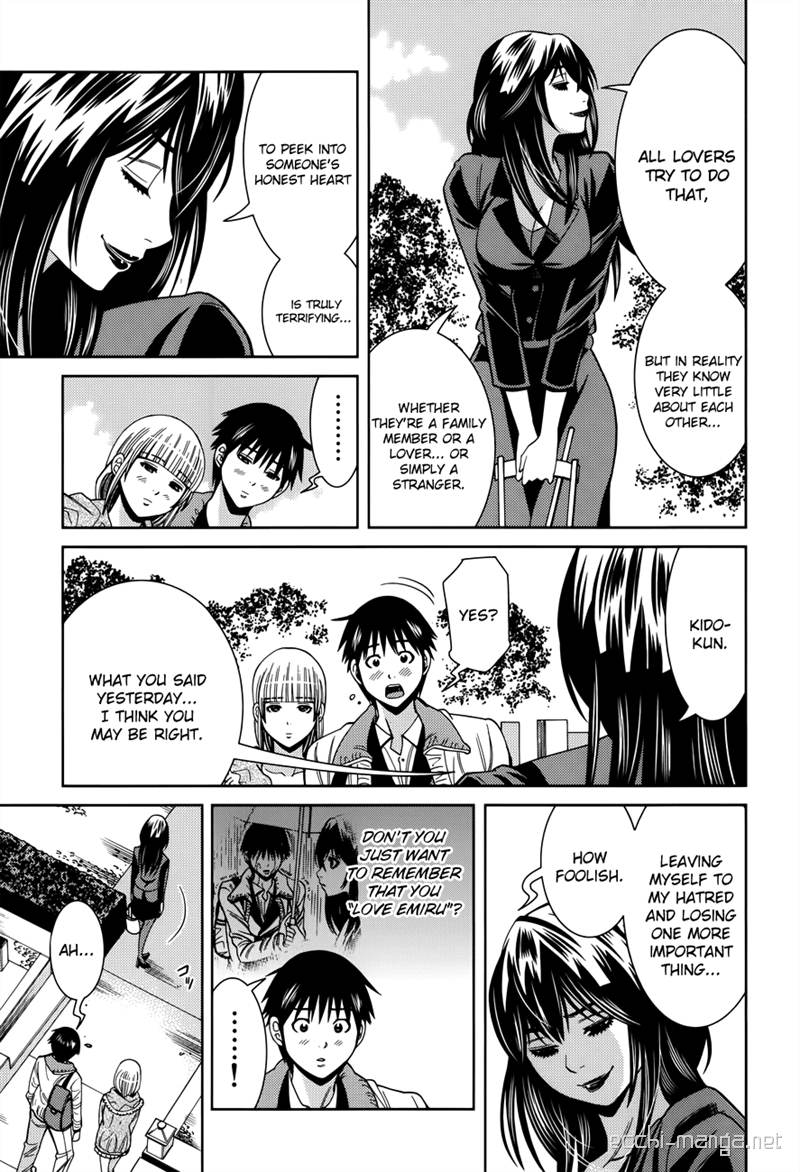 ALL LOVERS
TRY TO DO
THAT,
BUT IN REALITY
THEY KNOW
VERY LITTLE
ABOUT EACH
OTHER...
WHETHER
THEY'RE A FAMILY
MEMBER OR A
LOVER... OR
SIMPLY A
STRANGER.
TO PEEK INTO
SOMEONE'S
HONEST HEART
IS TRULY
TERRIFYING...
........
KIDO-
KUN.
YES?
WHAT YOU SAID
YESTERDAY...
I THINK YOU
MAY BE RIGHT.
LEAVING
MYSELF TO
MY HATRED
AND LOSING
ONE MORE
IMPORTANT
THING...
HOW
FOOLISH.
DON'T YOU
JUST WANT
TO REMEMBER
THAT YOU
"LOVE EMIRU"?
......!
コッ
AH...
ecchi-manga.net